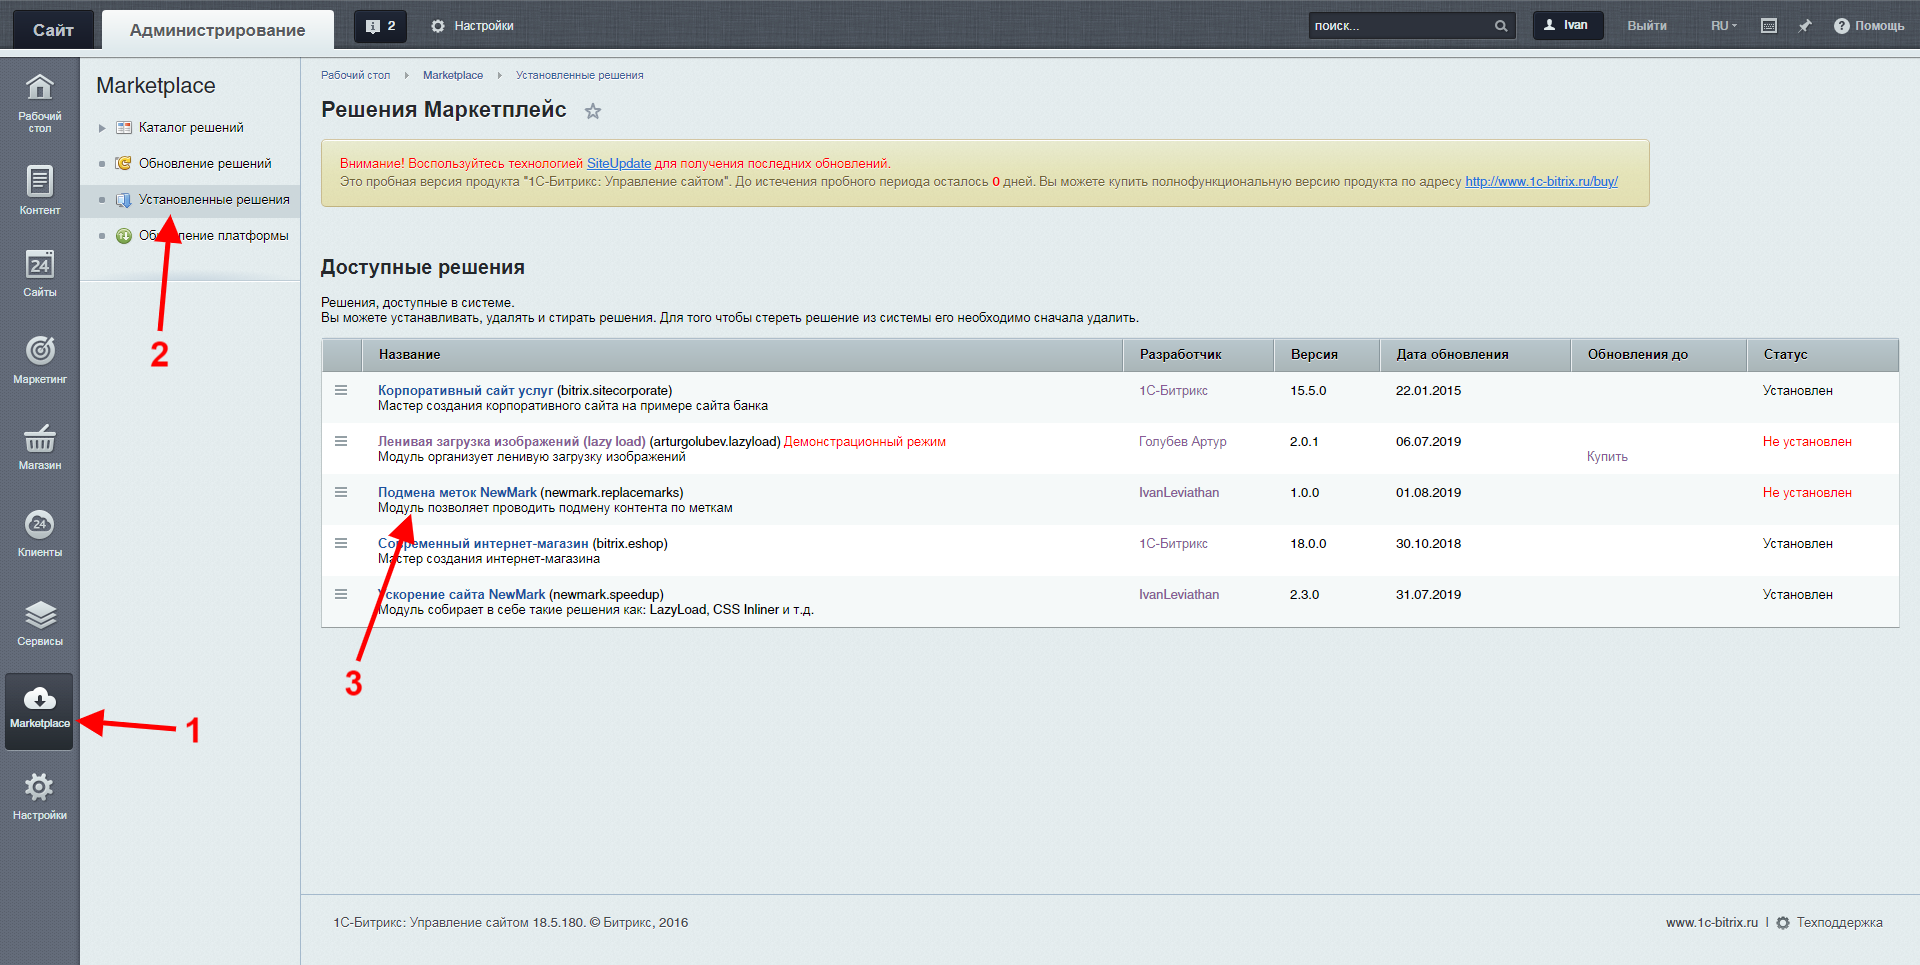 Сайт
Администрирование
2
Настройки
поиск...
Ivan
Выйти
RU
Помощь
Рабочий
стол
Контент
24
Сайты
Маркетинг
Магазин
24
Клиенты
Сервисы
Marketplace
Настройки
Marketplace
Каталог решений
Обновление решений
Установленные решения
Об ление платформы
2
1
Рабочий стол
Marketplace
Установленные решения
Решения Маркетплейс
Внимание! Воспользуйтесь технологией SiteUpdate для получения последних обновлений.
Это пробная версия продукта "1С-Битрикс: Управление сайтом". До истечения пробного периода осталось 0 дней. Вы можете купить полнофункциональную версию продукта по адресу http://www.1c-bitrix.ru/buy/
Доступные решения
Решения, доступные в системе.
Вы можете устанавливать, удалять и стирать решения. Для того чтобы стереть решение из системы его необходимо сначала удалить.
Название Разработчик Версия Дата обновления Обновления до Статус
Корпоративный сайт услуг (bitrix.sitecorporate) 1С-Битрикс 15.5.0 22.01.2015 Установлен
Мастер создания корпоративного сайта на примере сайта банка
Ленивая загрузка изображений (lazy load) (arturgolubev.lazyload) Демонстрационный режим Голубев Артур 2.0.1 06.07.2019 Не установлен
Модуль организует ленивую загрузку изображений Купить
Подмена меток NewMark (newmark.replacemarks) IvanLeviathan 1.0.0 01.08.2019 Не установлен
Модуль позволяет проводить подмену контента по меткам
Современный интернет-магазин (bitrix.eshop) 1С-Битрикс 18.0.0 30.10.2018 Установлен
Мастер создания интернет-магазина
Ускорение сайта NewMark (newmark.speedup) IvanLeviathan 2.3.0 31.07.2019 Установлен
Модуль собирает в себе такие решения как: LazyLoad, CSS Inliner и т.д.
3
1С-Битрикс: Управление сайтом 18.5.180. © Битрикс, 2016
www.1c-bitrix.ru | Техподдержка